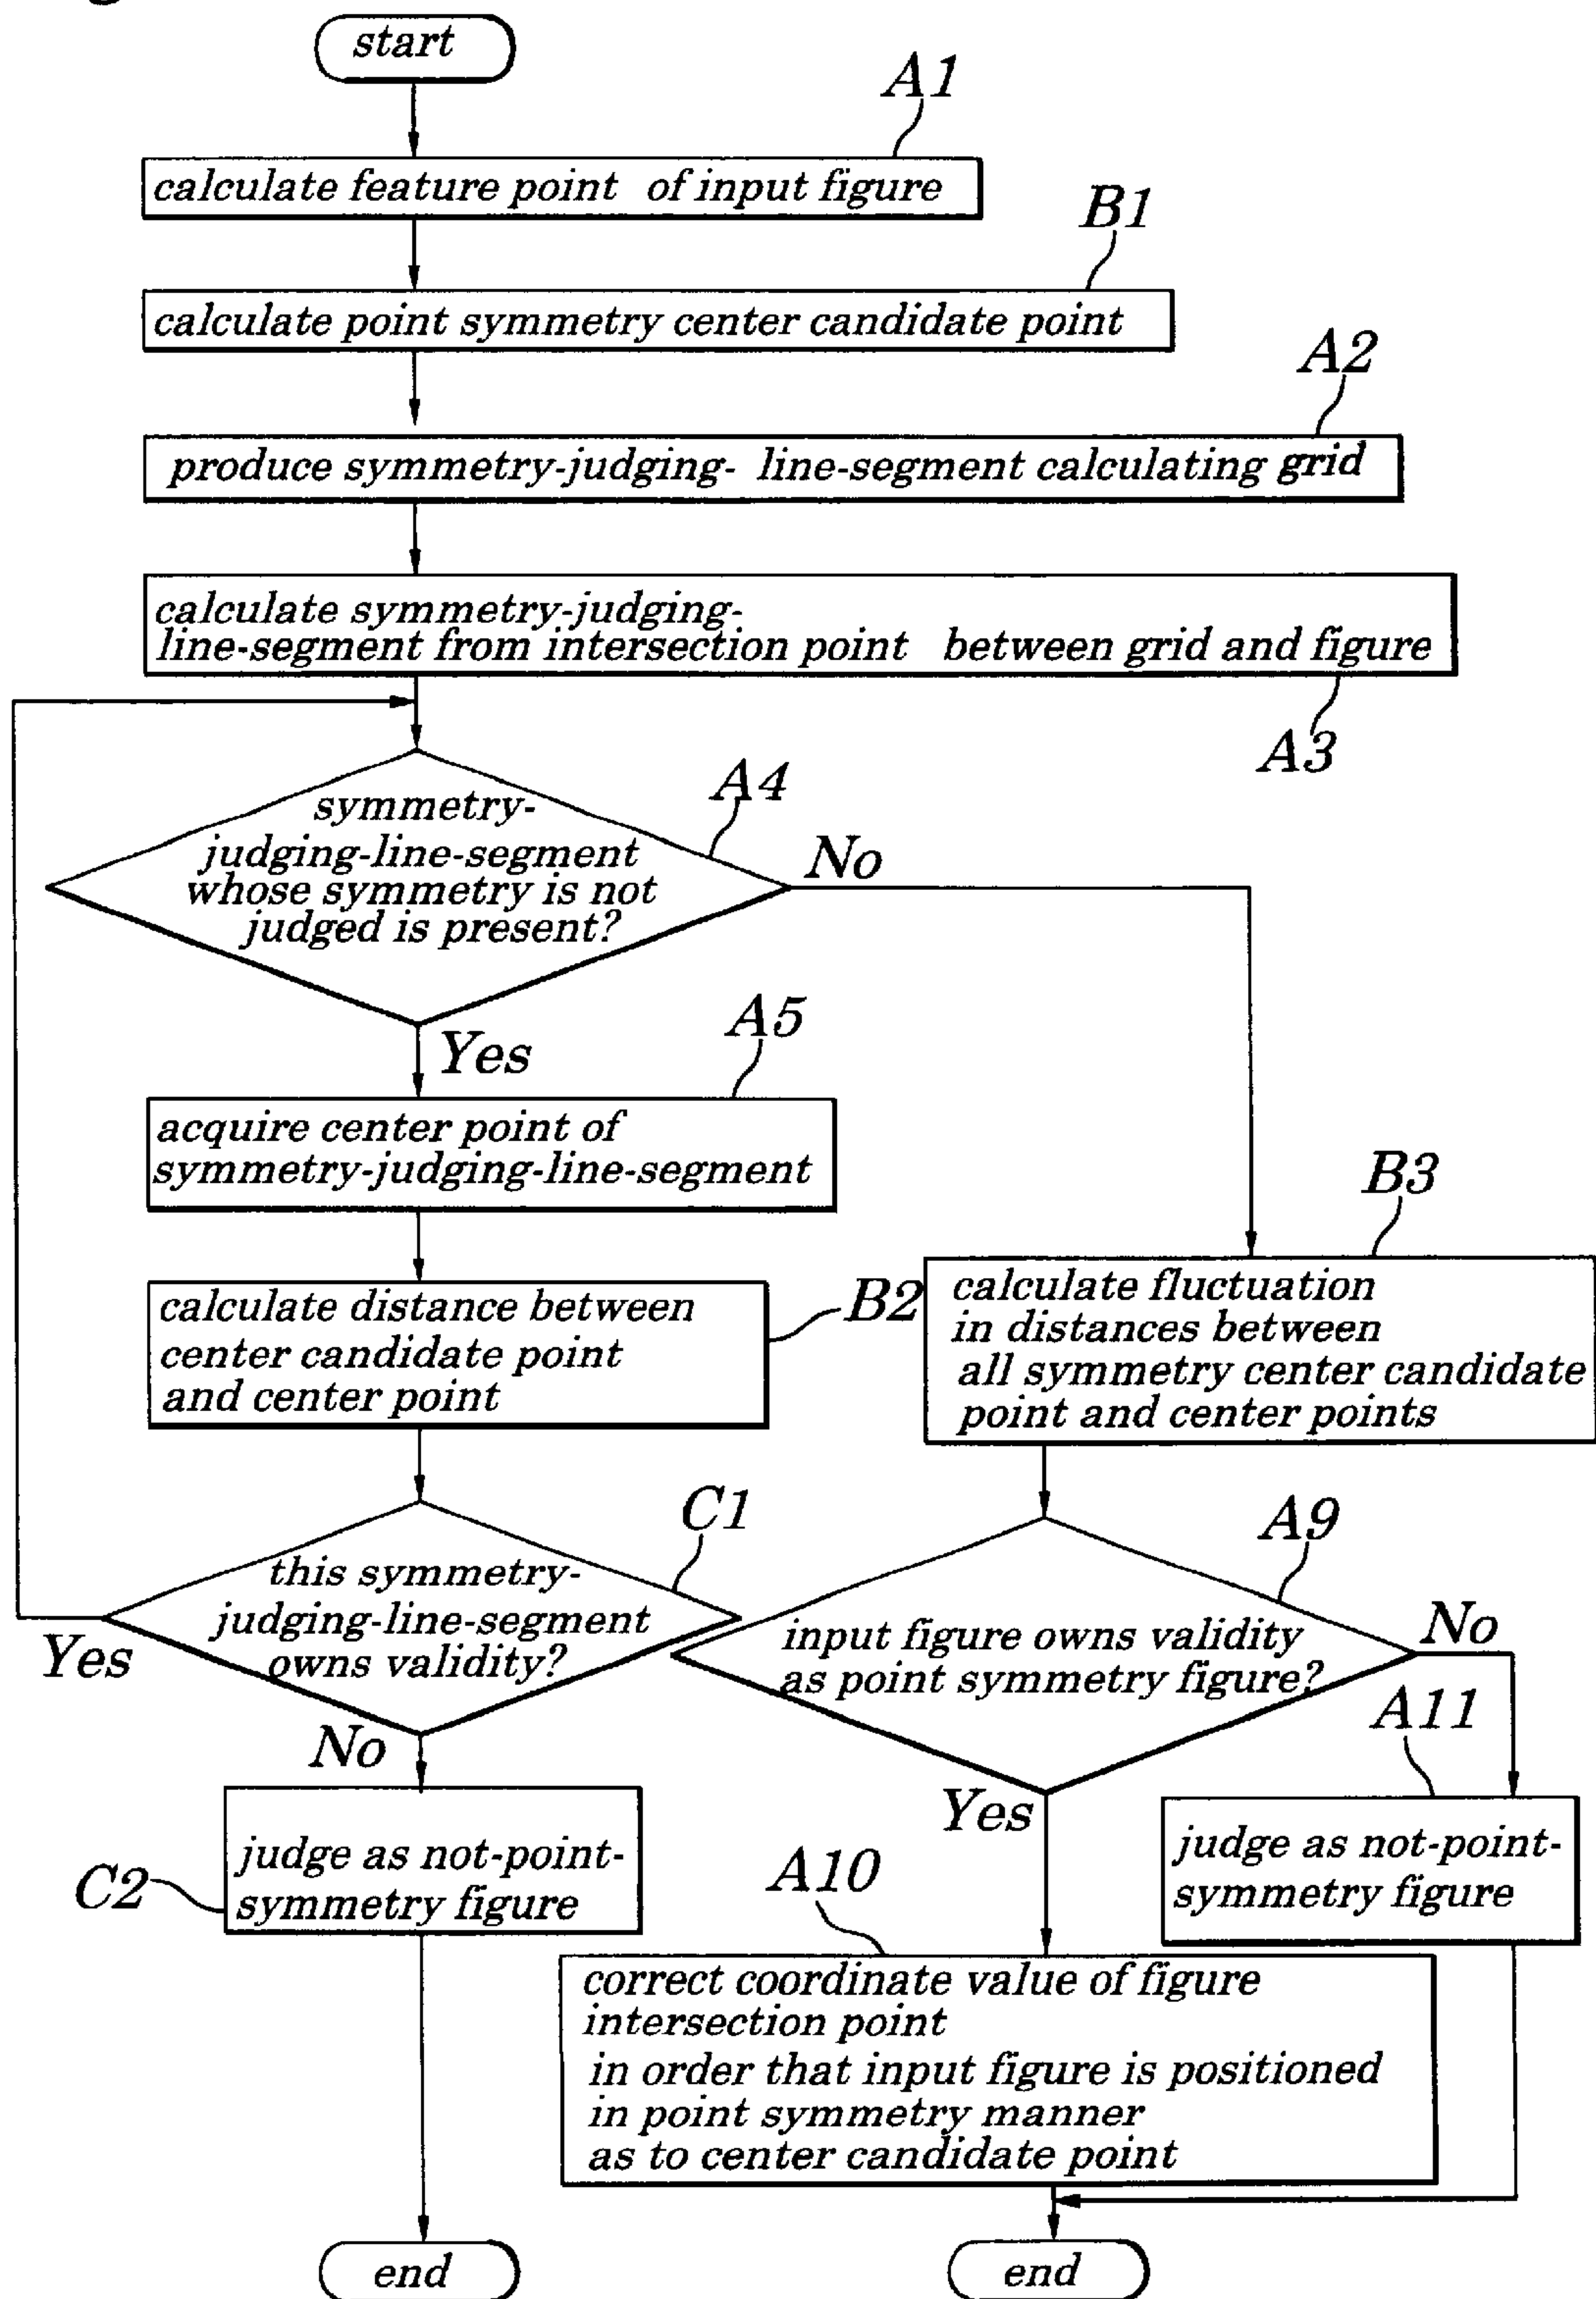 start
A1
calculate feature point of input figure
B1
calculate point symmetry center candidate point
A2
produce symmetry-judging- line-segment calculating grid
calculate symmetry-judging-
line-segment from intersection point between grid and figure
A3
A4
symmetry-
judging-line-segment
whose symmetry is not
judged is present?
No
Yes
A5
acquire center point of
symmetry-judging-line-segment
B2
calculate distance between
center candidate point
and center point
B3
calculate fluctuation
in distances between
all symmetry center candidate
point and center points
C1
this symmetry-
judging-line-segment
owns validity?
Yes
No
A9
input figure owns validity
as point symmetry figure?
No
Yes
A11
judge as not-point-
symmetry figure
C2
judge as not-point-
symmetry figure
A10
correct coordinate value of figure
intersection point
in order that input figure is positioned
in point symmetry manner
as to center candidate point
end
end